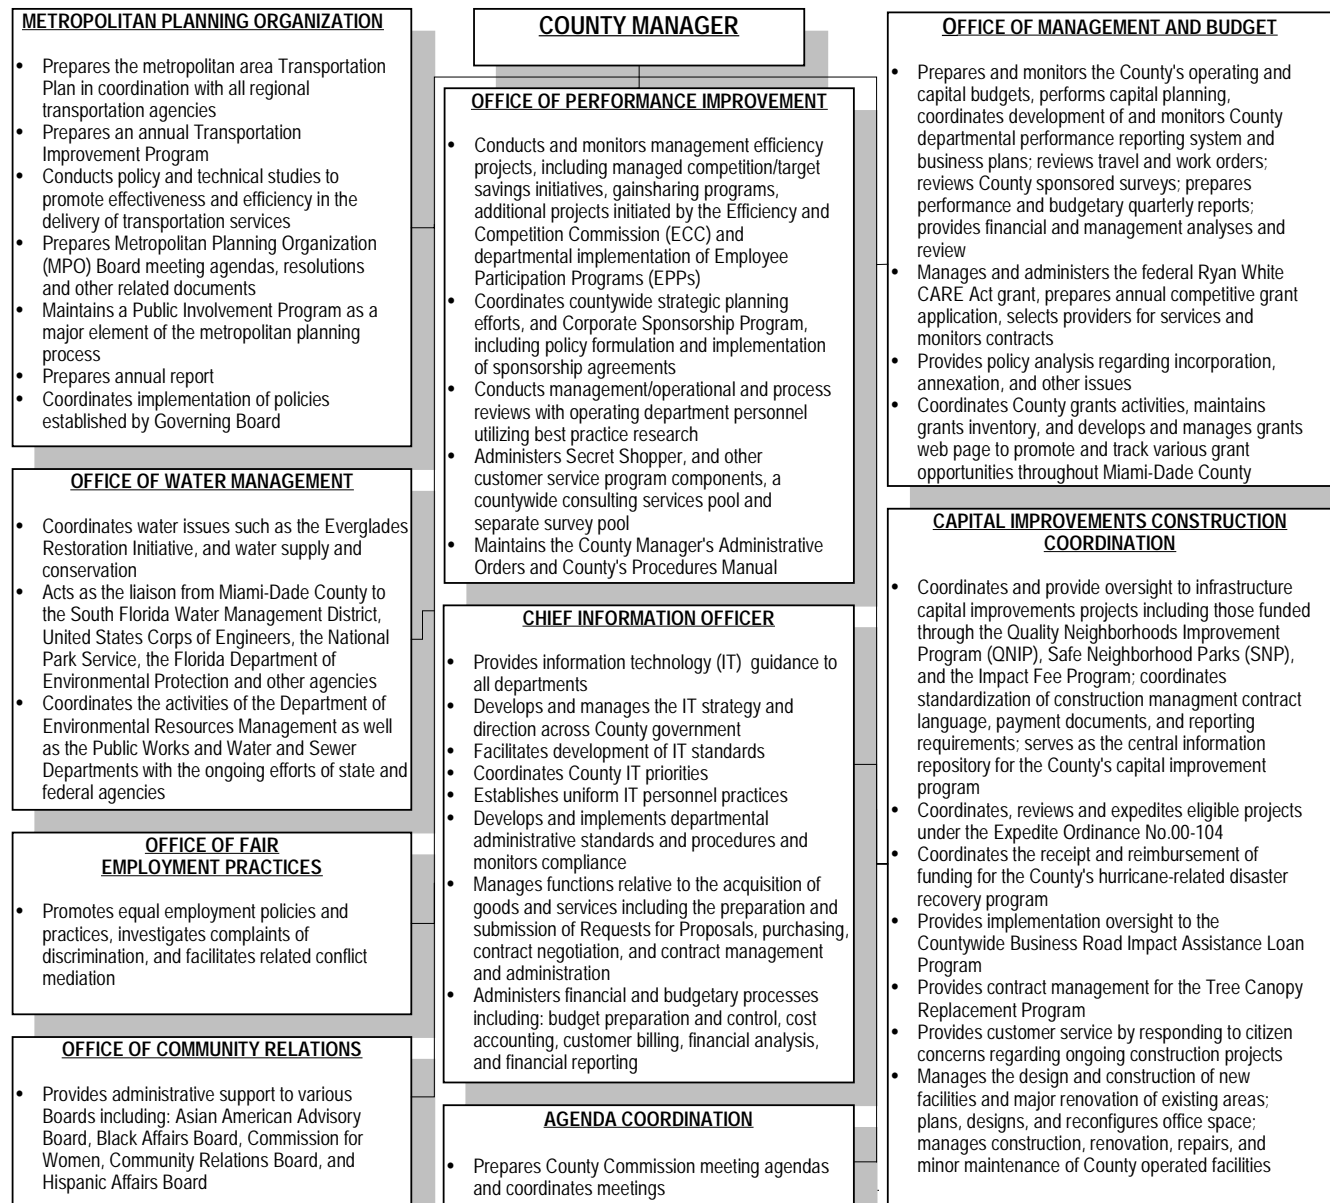 METROPOLITAN PLANNING ORGANIZATION
• Prepares the metropolitan area Transportation
Plan in coordination with all regional
transportation agencies
• Prepares an annual Transportation
Improvement Program
• Conducts policy and technical studies to
promote effectiveness and efficiency in the
delivery of transportation services
• Prepares Metropolitan Planning Organization
(MPO) Board meeting agendas, resolutions
and other related documents
• Maintains a Public Involvement Program as a
major element of the metropolitan planning
process
• Prepares annual report
• Coordinates implementation of policies
established by Governing Board
OFFICE OF WATER MANAGEMENT
• Coordinates water issues such as the Everglades
Restoration Initiative, and water supply and
conservation
• Acts as the liaison from Miami-Dade County to
the South Florida Water Management District,
United States Corps of Engineers, the National
Park Service, the Florida Department of
Environmental Protection and other agencies
• Coordinates the activities of the Department of
Environmental Resources Management as well
as the Public Works and Water and Sewer
Departments with the ongoing efforts of state and
federal agencies
OFFICE OF FAIR
EMPLOYMENT PRACTICES
• Promotes equal employment policies and
practices, investigates complaints of
discrimination, and facilitates related conflict
mediation
OFFICE OF COMMUNITY RELATIONS
• Provides administrative support to various
Boards including: Asian American Advisory
Board, Black Affairs Board, Commission for
Women, Community Relations Board, and
Hispanic Affairs Board
COUNTY MANAGER
OFFICE OF PERFORMANCE IMPROVEMENT
• Conducts and monitors management efficiency
projects, including managed competition/target
savings initiatives, gainsharing programs,
additional projects initiated by the Efficiency and
Competition Commission (ECC) and
departmental implementation of Employee
Participation Programs (EPPs)
• Coordinates countywide strategic planning
efforts, and Corporate Sponsorship Program,
including policy formulation and implementation
of sponsorship agreements
• Conducts management/operational and process
reviews with operating department personnel
utilizing best practice research
• Administers Secret Shopper, and other
customer service program components, a
countywide consulting services pool and
separate survey pool
• Maintains the County Manager's Administrative
Orders and County's Procedures Manual
CHIEF INFORMATION OFFICER
• Provides information technology (IT) guidance to
all departments
• Develops and manages the IT strategy and
direction across County government
• Facilitates development of IT standards
• Coordinates County IT priorities
• Establishes uniform IT personnel practices
• Develops and implements departmental
administrative standards and procedures and
monitors compliance
• Manages functions relative to the acquisition of
goods and services including the preparation and
submission of Requests for Proposals, purchasing,
contract negotiation, and contract management
and administration
• Administers financial and budgetary processes
including: budget preparation and control, cost
accounting, customer billing, financial analysis,
and financial reporting
AGENDA COORDINATION
• Prepares County Commission meeting agendas
and coordinates meetings
OFFICE OF MANAGEMENT AND BUDGET
• Prepares and monitors the County's operating and
capital budgets, performs capital planning,
coordinates development of and monitors County
departmental performance reporting system and
business plans; reviews travel and work orders;
reviews County sponsored surveys; prepares
performance and budgetary quarterly reports;
provides financial and management analyses and
review
• Manages and administers the federal Ryan White
CARE Act grant, prepares annual competitive grant
application, selects providers for services and
monitors contracts
• Provides policy analysis regarding incorporation,
annexation, and other issues
• Coordinates County grants activities, maintains
grants inventory, and develops and manages grants
web page to promote and track various grant
opportunities throughout Miami-Dade County
CAPITAL IMPROVEMENTS CONSTRUCTION
COORDINATION
• Coordinates and provide oversight to infrastructure
capital improvements projects including those funded
through the Quality Neighborhoods Improvement
Program (QNIP), Safe Neighborhood Parks (SNP),
and the Impact Fee Program; coordinates
standardization of construction managment contract
language, payment documents, and reporting
requirements; serves as the central information
repository for the County's capital improvement
program
• Coordinates, reviews and expedites eligible projects
under the Expedite Ordinance No.00-104
• Coordinates the receipt and reimbursement of
funding for the County's hurricane-related disaster
recovery program
• Provides implementation oversight to the
Countywide Business Road Impact Assistance Loan
Program
• Provides contract management for the Tree Canopy
Replacement Program
• Provides customer service by responding to citizen
concerns regarding ongoing construction projects
• Manages the design and construction of new
facilities and major renovation of existing areas;
plans, designs, and reconfigures office space;
manages construction, renovation, repairs, and
minor maintenance of County operated facilities